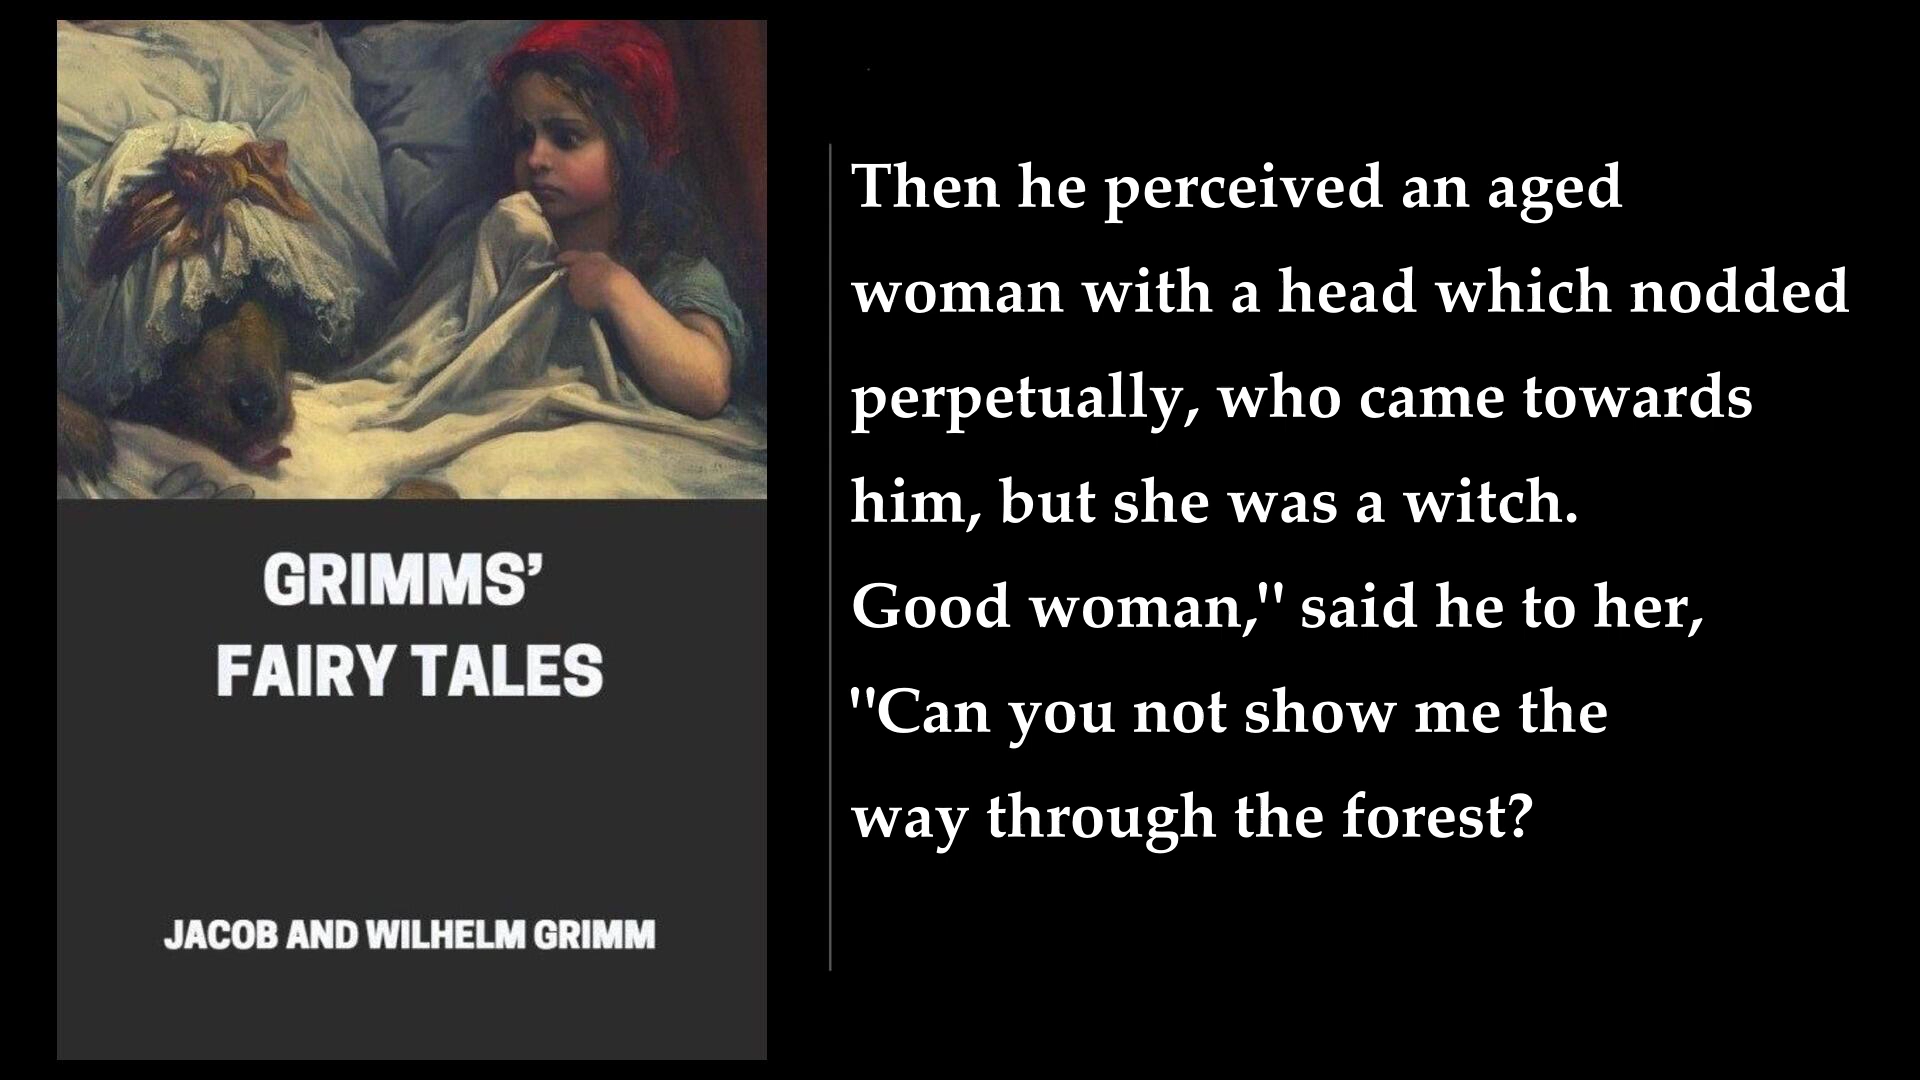 GRIMMS’
FAIRY TALES
JACOB AND WILHELM GRIMM
Then he perceived an aged
woman with a head which nodded
perpetually, who came towards
him, but she was a witch.
Good woman," said he to her,
"Can you not show me the
way through the forest?